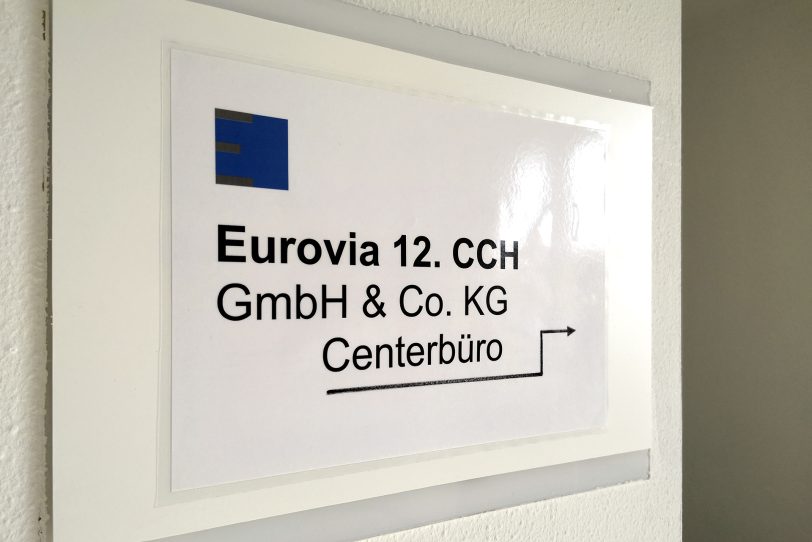 Eurovia 12. CCH
GmbH & Co. KG
Centerbüro